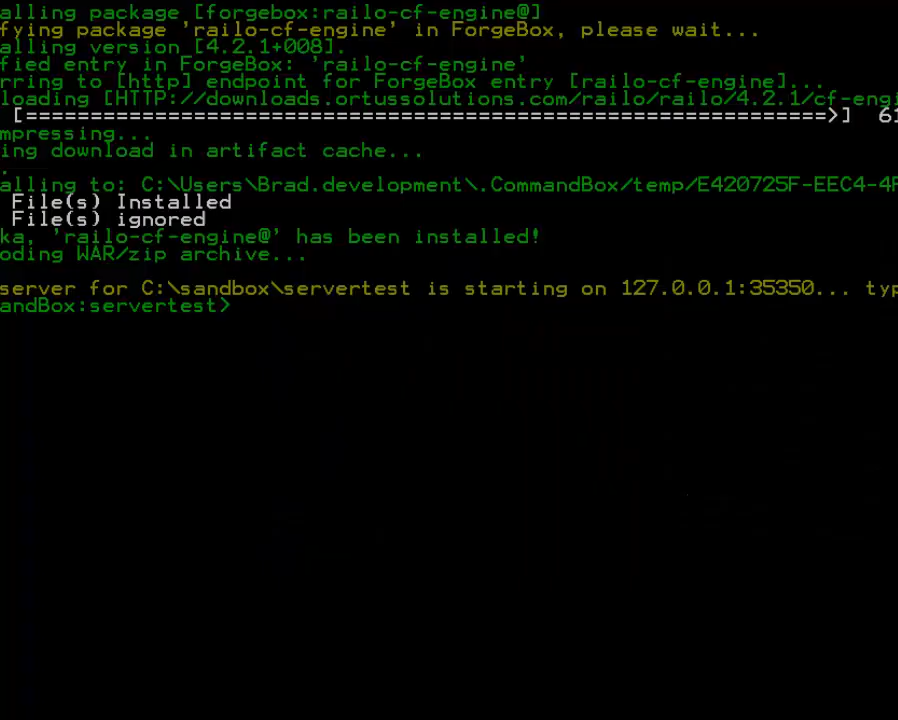 alling package [forgebox:railo-cf-engine@]
fying package 'railo-cf-engine' in ForgeBox, please wait...
alling version [4.2.1+008].
fied entry in ForgeBox: 'railo-cf-engine'
rring to [http] endpoint for ForgeBox entry [railo-cf-engine]...
loading [HTTP://downloads.ortussolutions.com/railo/railo/4.2.1/cf-engi
[===================================================================>] 61
mpressing...
ing download in artifact cache...
.
alling to: C:\Users\Brad.development\.CommandBox/temp/E420725F-EEC4-4F
File(s) Installed
File(s) ignored
ka, 'railo-cf-engine@' has been installed!
oding WAR/zip archive...
server for C:\sandbox\servertest is starting on 127.0.0.1:35350... typ
andBox:servertest>